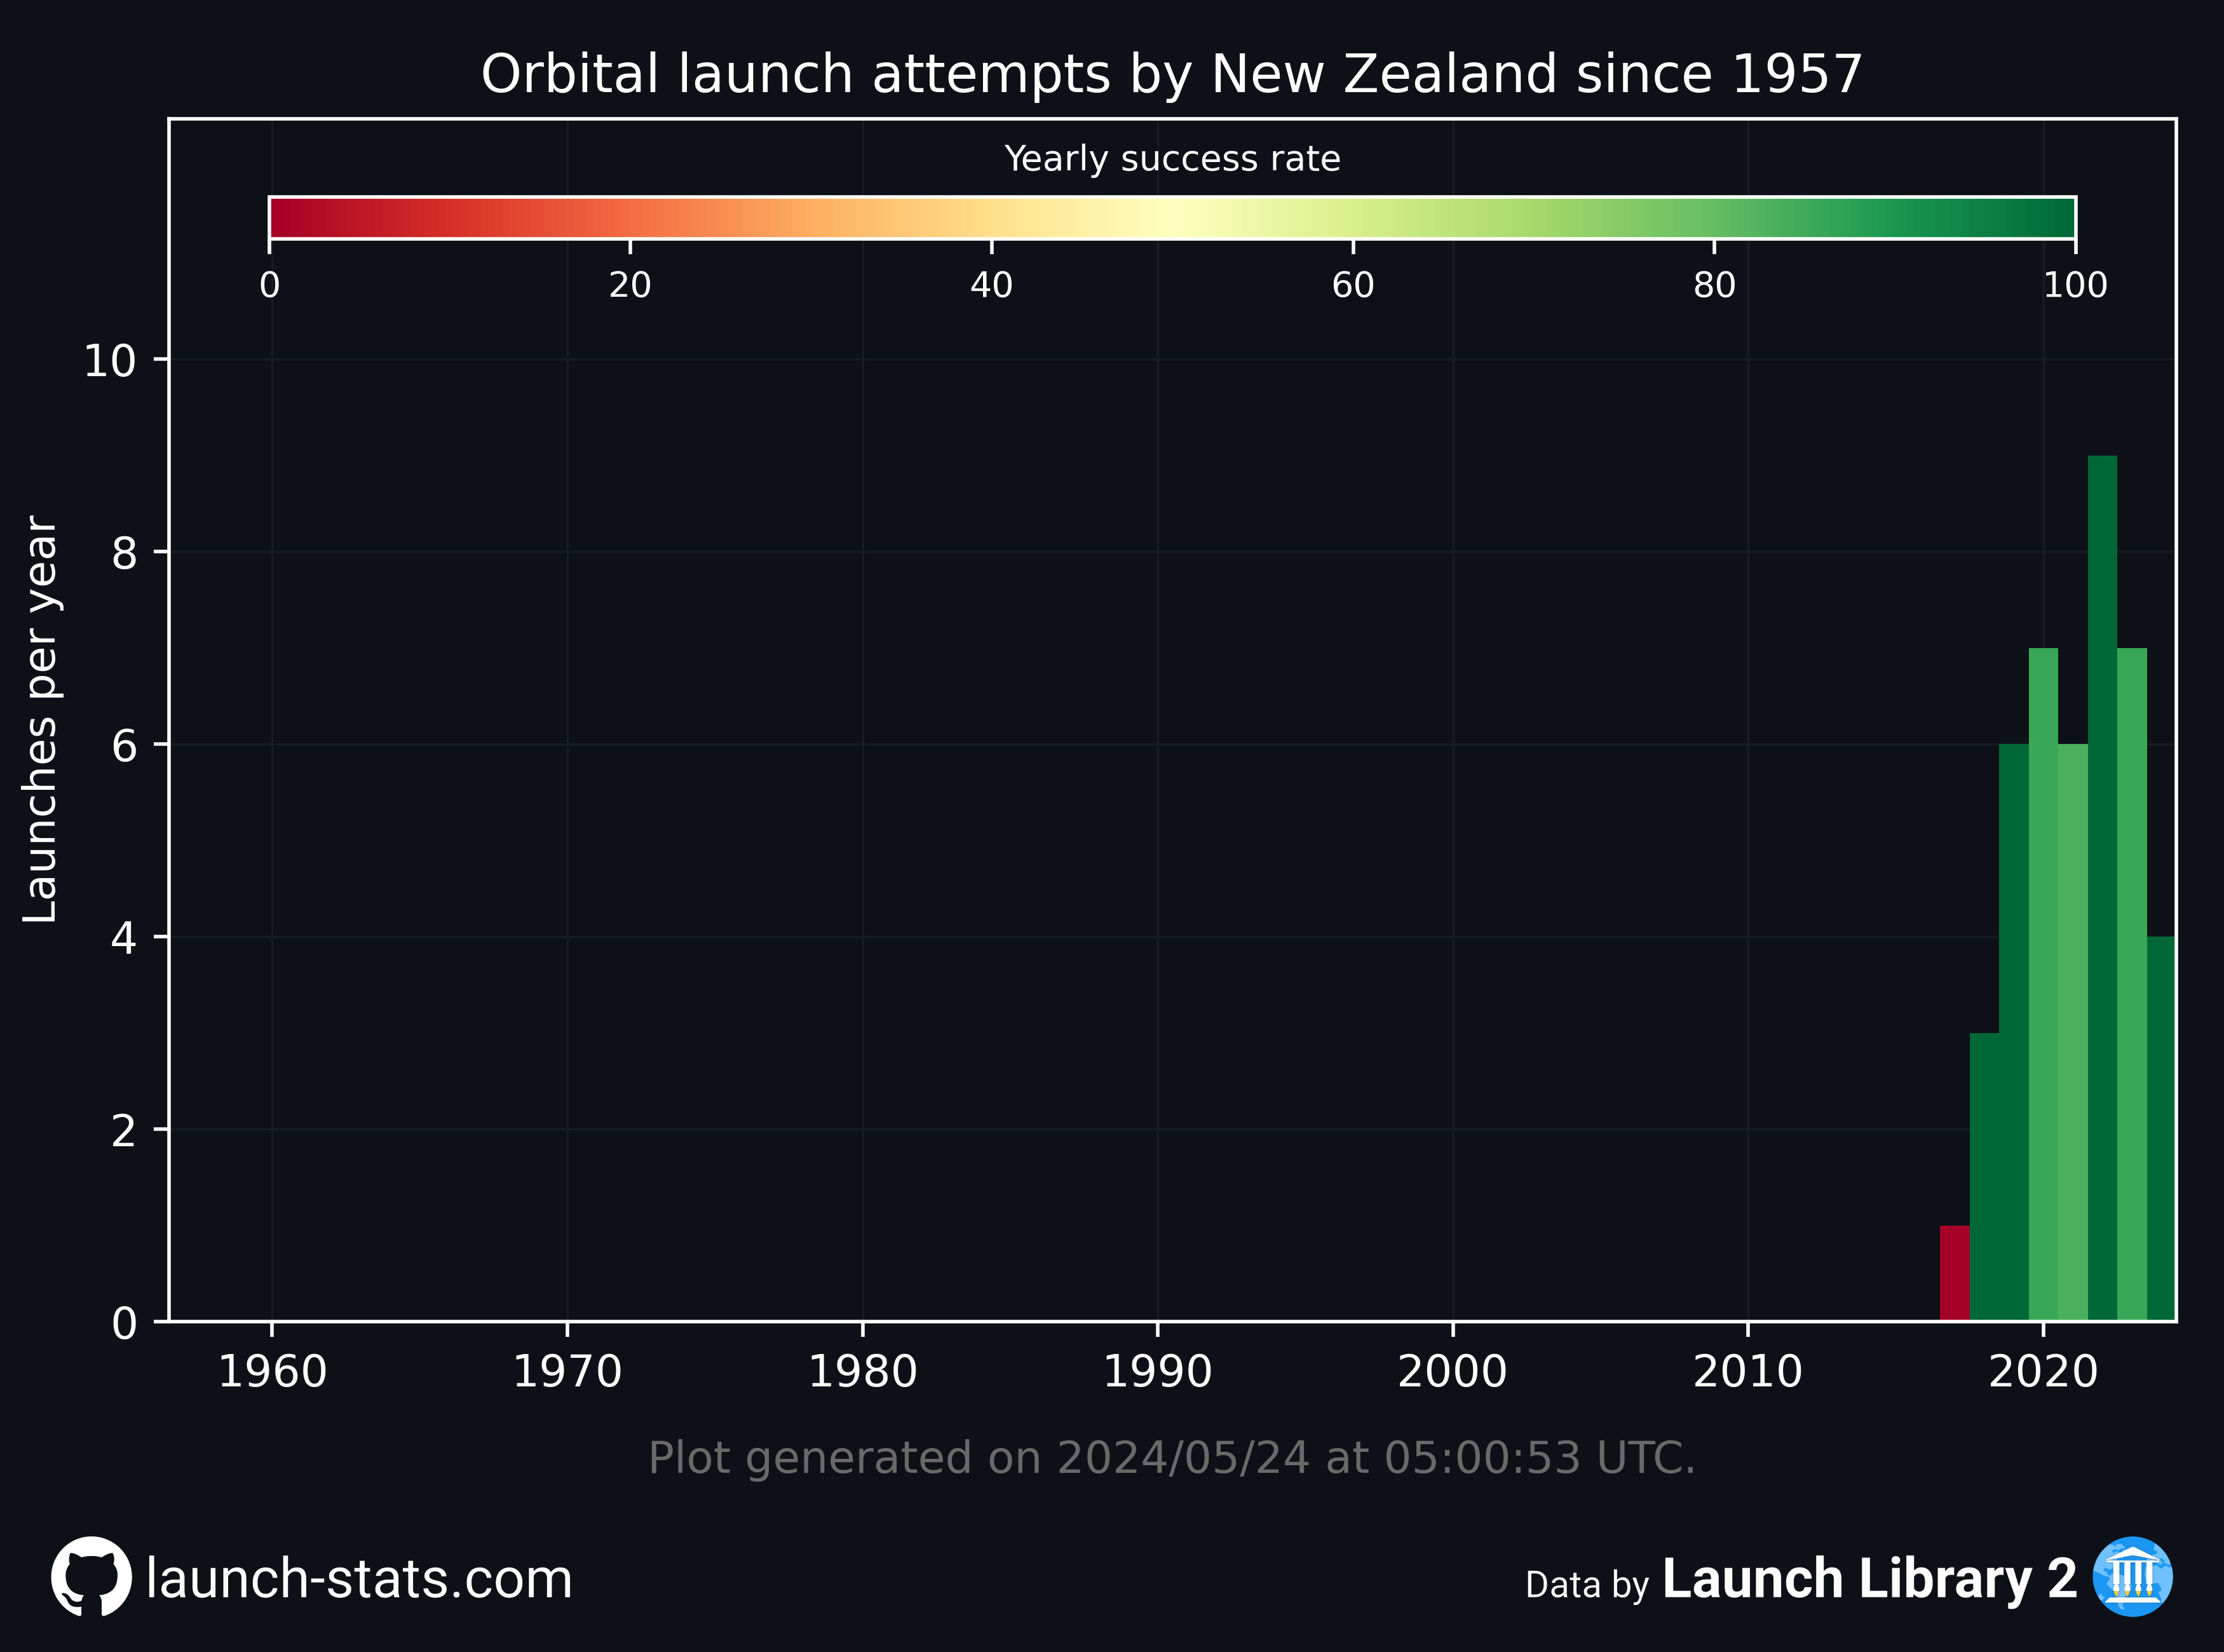 Orbital launch attempts by New Zealand since 1957
Yearly success rate
0 20 40 60 80 100
10
8
6
4
2
0
Launches per year
1960 1970 1980 1990 2000 2010 2020
Plot generated on 2024/05/24 at 05:00:53 UTC.
launch-stats.com
Data by Launch Library 2